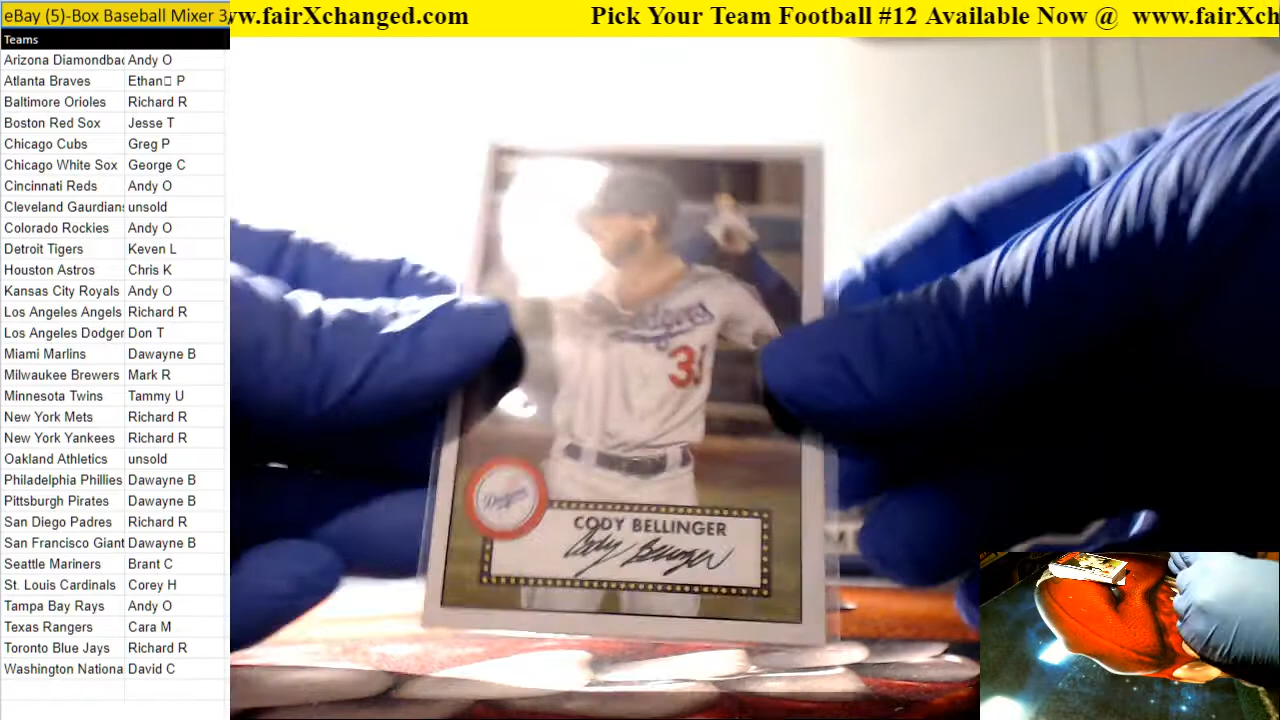 eBay (5)-Box Baseball Mixer 3/
vw.fairXchanged.com Pick Your Team Football #12 Available Now @ www.fairXch
Teams
Arizona Diamondbac Andy O
Atlanta Braves Ethan□ P
Baltimore Orioles Richard R
Boston Red Sox Jesse T
Chicago Cubs Greg P
Chicago White Sox George C
Cincinnati Reds Andy O
Cleveland Gaurdians unsold
Colorado Rockies Andy O
Detroit Tigers Keven L
Houston Astros Chris K
Kansas City Royals Andy O
Los Angeles Angels Richard R
Los Angeles Dodger Don T
Miami Marlins Dawayne B
Milwaukee Brewers Mark R
Minnesota Twins Tammy U
New York Mets Richard R
New York Yankees Richard R
Oakland Athletics unsold
Philadelphia Phillies Dawayne B
Pittsburgh Pirates Dawayne B
San Diego Padres Richard R
San Francisco Giant Dawayne B
Seattle Mariners Brant C
St. Louis Cardinals Corey H
Tampa Bay Rays Andy O
Texas Rangers Cara M
Toronto Blue Jays Richard R
Washington Nationa David C
Dodgers
CODY BELLINGER
Cody Bellinger